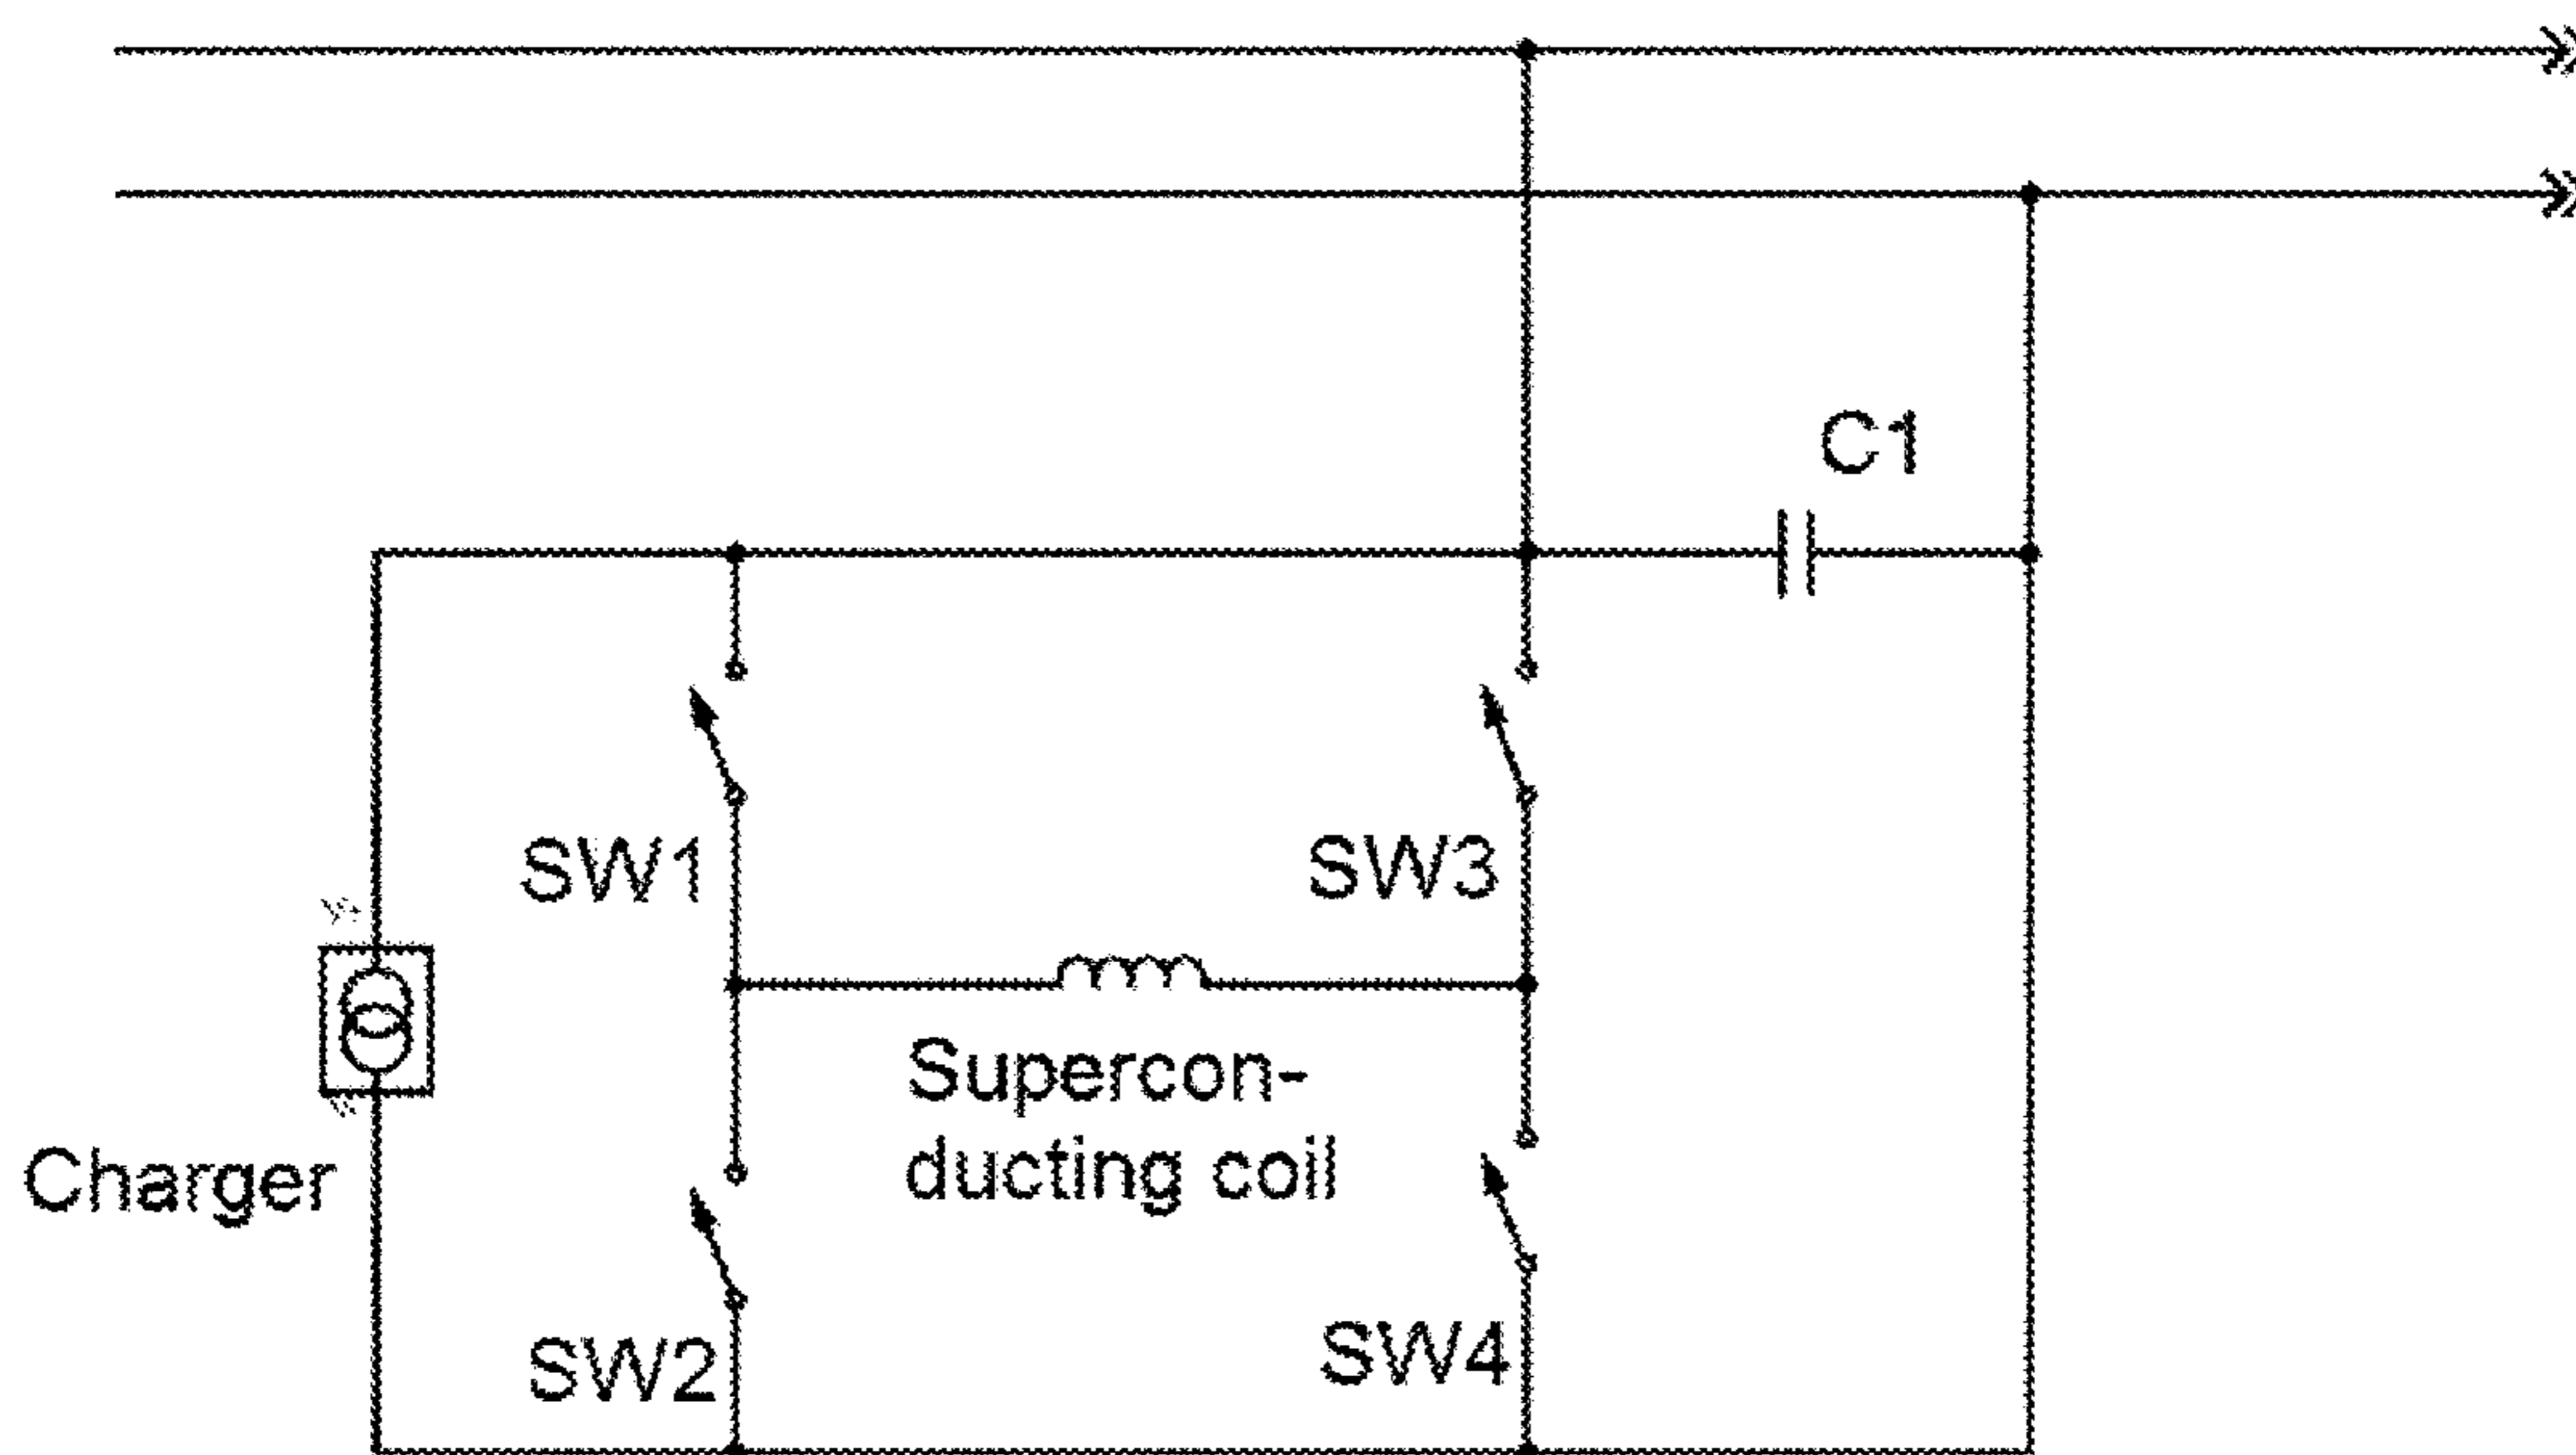 C1
SW1
SW3
Supercon-
ducting coil
Charger
SW2
SW4